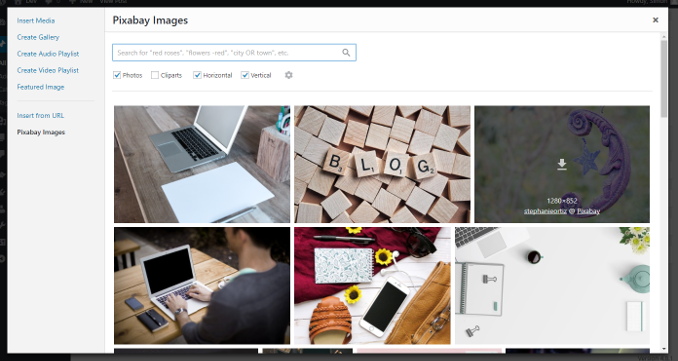 Insert Media
Create Gallery
Create Audio Playlist
Create Video Playlist
Featured Image
Insert from URL
Pixabay Images
Pixabay Images
Search for "red roses", "flowers -red", "city OR town", etc.
Photos
Cliparts
Horizontal
Vertical
BLOG
1280×852
stephanieortiz @ Pixabay